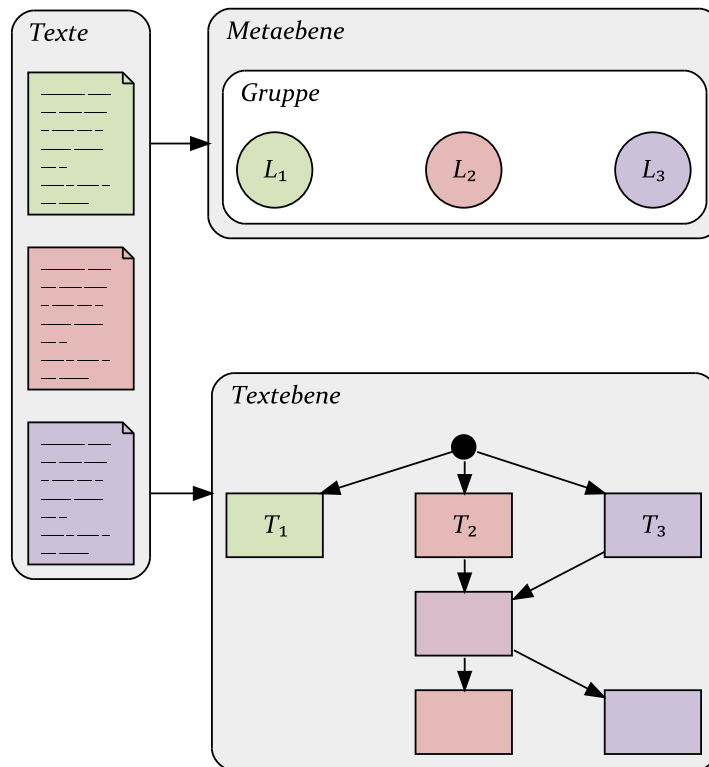 Texte
Metaebene
Gruppe
L₁
L₂
L₃
Textebene
T₁
T₂
T₃